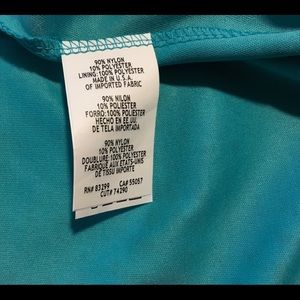 90% NYLON
10% POLYESTER
LINING:100% POLYESTER
MADE IN U.S.A.
OF IMPORTED FABRIC
90% NILON
10% POLIESTER
FORRO:100% POLIESTER
HECHO EN EE.UU.
DE TELA IMPORTADA
90% NYLON
10% POLYESTER
DOUBLURE:100% POLYESTER
FABRIQUE AUX ETATS-UNIS
DE TISSU IMPORTE
RN# 83299 CA# 55057
CUT# 74290